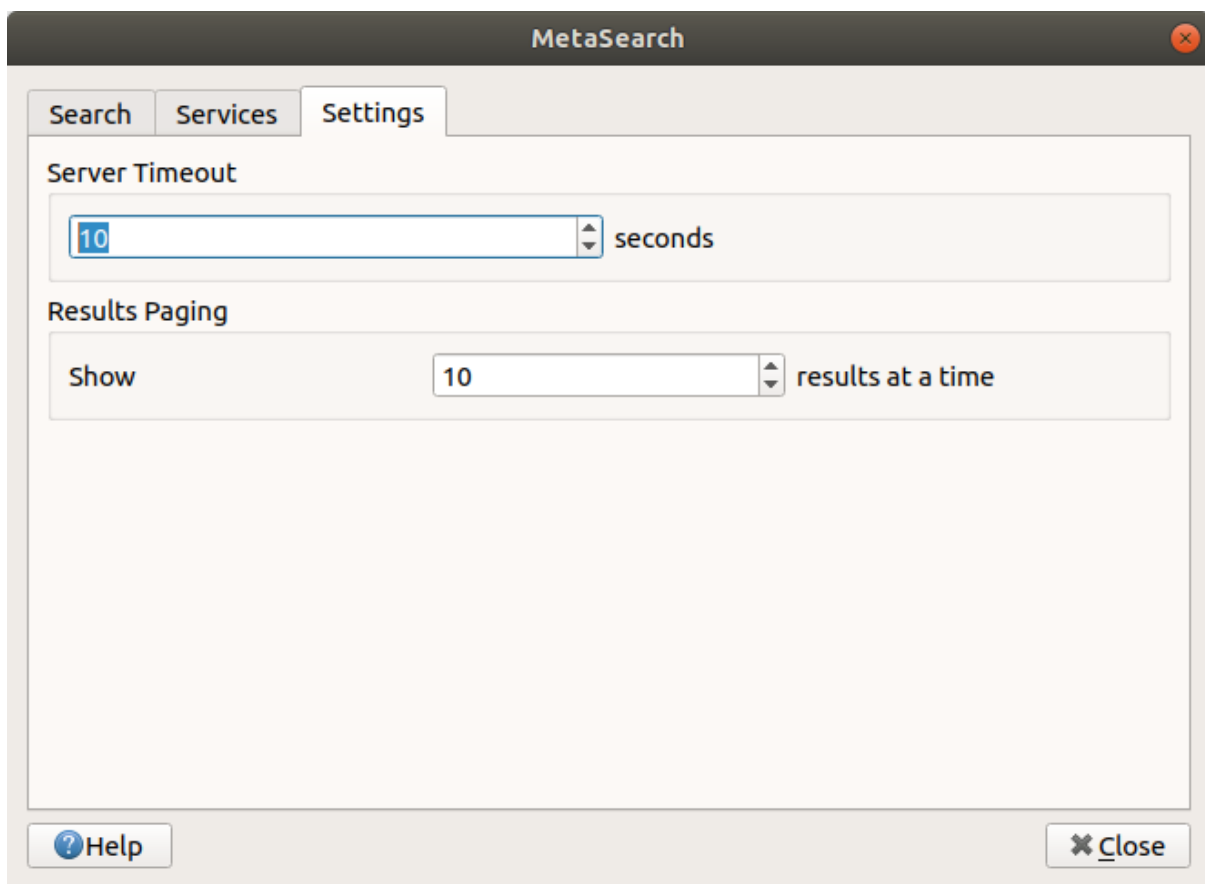 MetaSearch
Search Services Settings
Server Timeout
10 seconds
Results Paging
Show 10 results at a time
Help Close